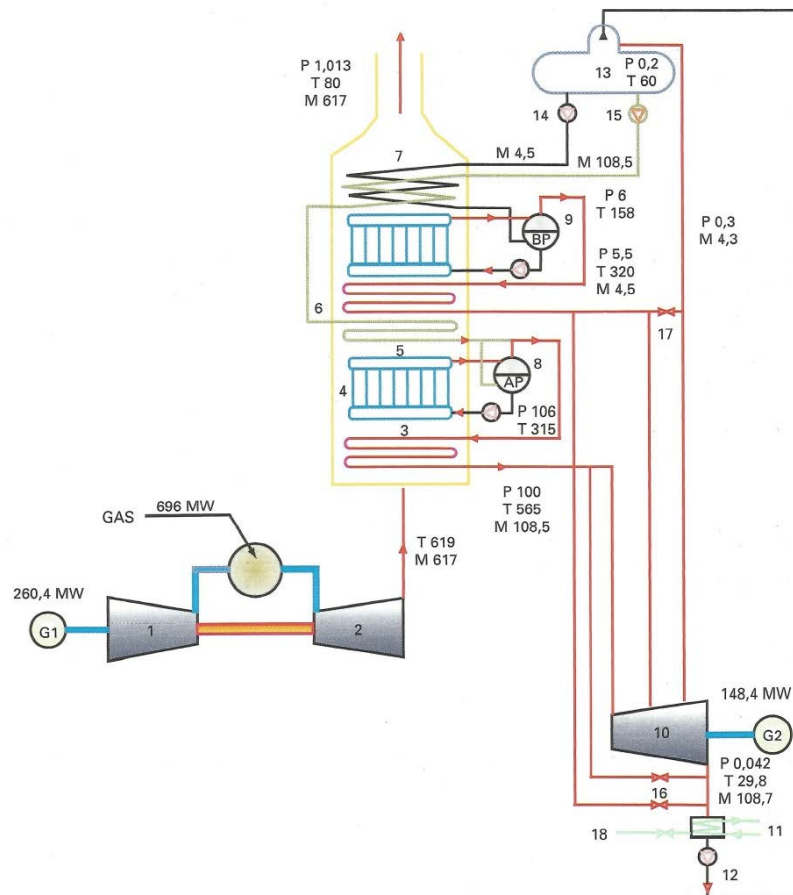 P 1,013
T 80
M 617
13
P 0,2
T 60
14
15
7
M 4,5
M 108,5
P 6
T 158
9
BP
P 0,3
M 4,3
P 5,5
T 320
M 4,5
6
17
5
8
4
AP
P 106
T 315
3
P 100
T 565
M 108,5
696 MW
GAS
T 619
M 617
260,4 MW
G1
1
2
148,4 MW
10
G2
P 0,042
T 29,8
M 108,7
16
18
11
12